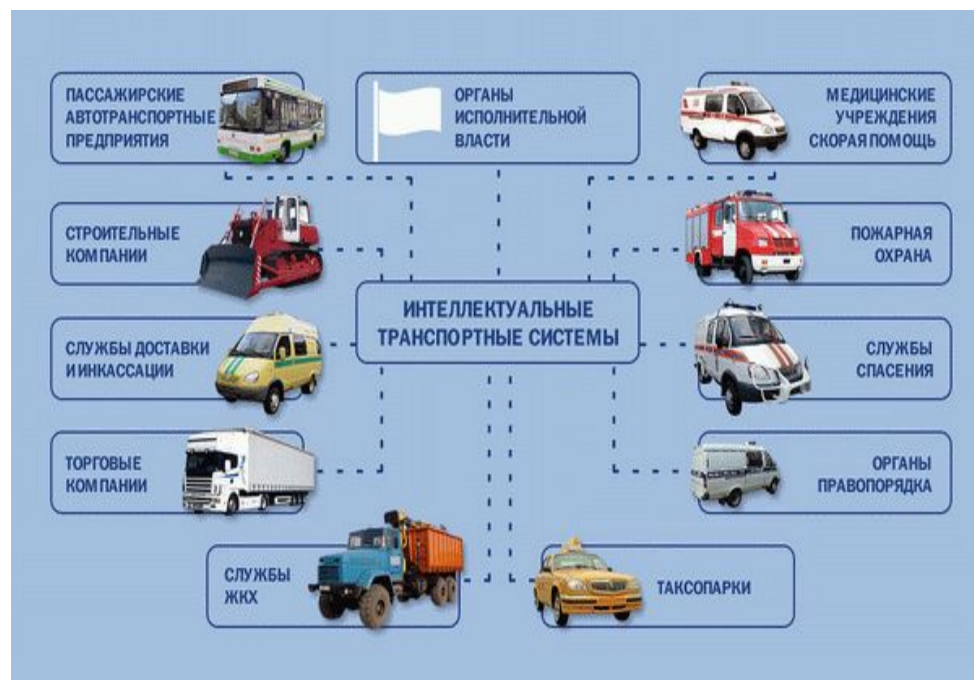 ПАССАЖИРСКИЕ
АВТОТРАНСПОРТНЫЕ
ПРЕДПРИЯТИЯ
ОРГАНЫ
ИСПОЛНИТЕЛЬНОЙ
ВЛАСТИ
МЕДИЦИНСКИЕ
УЧРЕЖДЕНИЯ
СКОРАЯ ПОМОЩЬ
СТРОИТЕЛЬНЫЕ
КОМПАНИИ
ПОЖАРНАЯ
ОХРАНА
ИНТЕЛЛЕКТУАЛЬНЫЕ
ТРАНСПОРТНЫЕ СИСТЕМЫ
СЛУЖБЫ ДОСТАВКИ
И ИНКАССАЦИИ
СЛУЖБЫ
СПАСЕНИЯ
ТОРГОВЫЕ
КОМПАНИИ
ОРГАНЫ
ПРАВОПОРЯДКА
СЛУЖБЫ
ЖКХ
ТАКСОПАРКИ